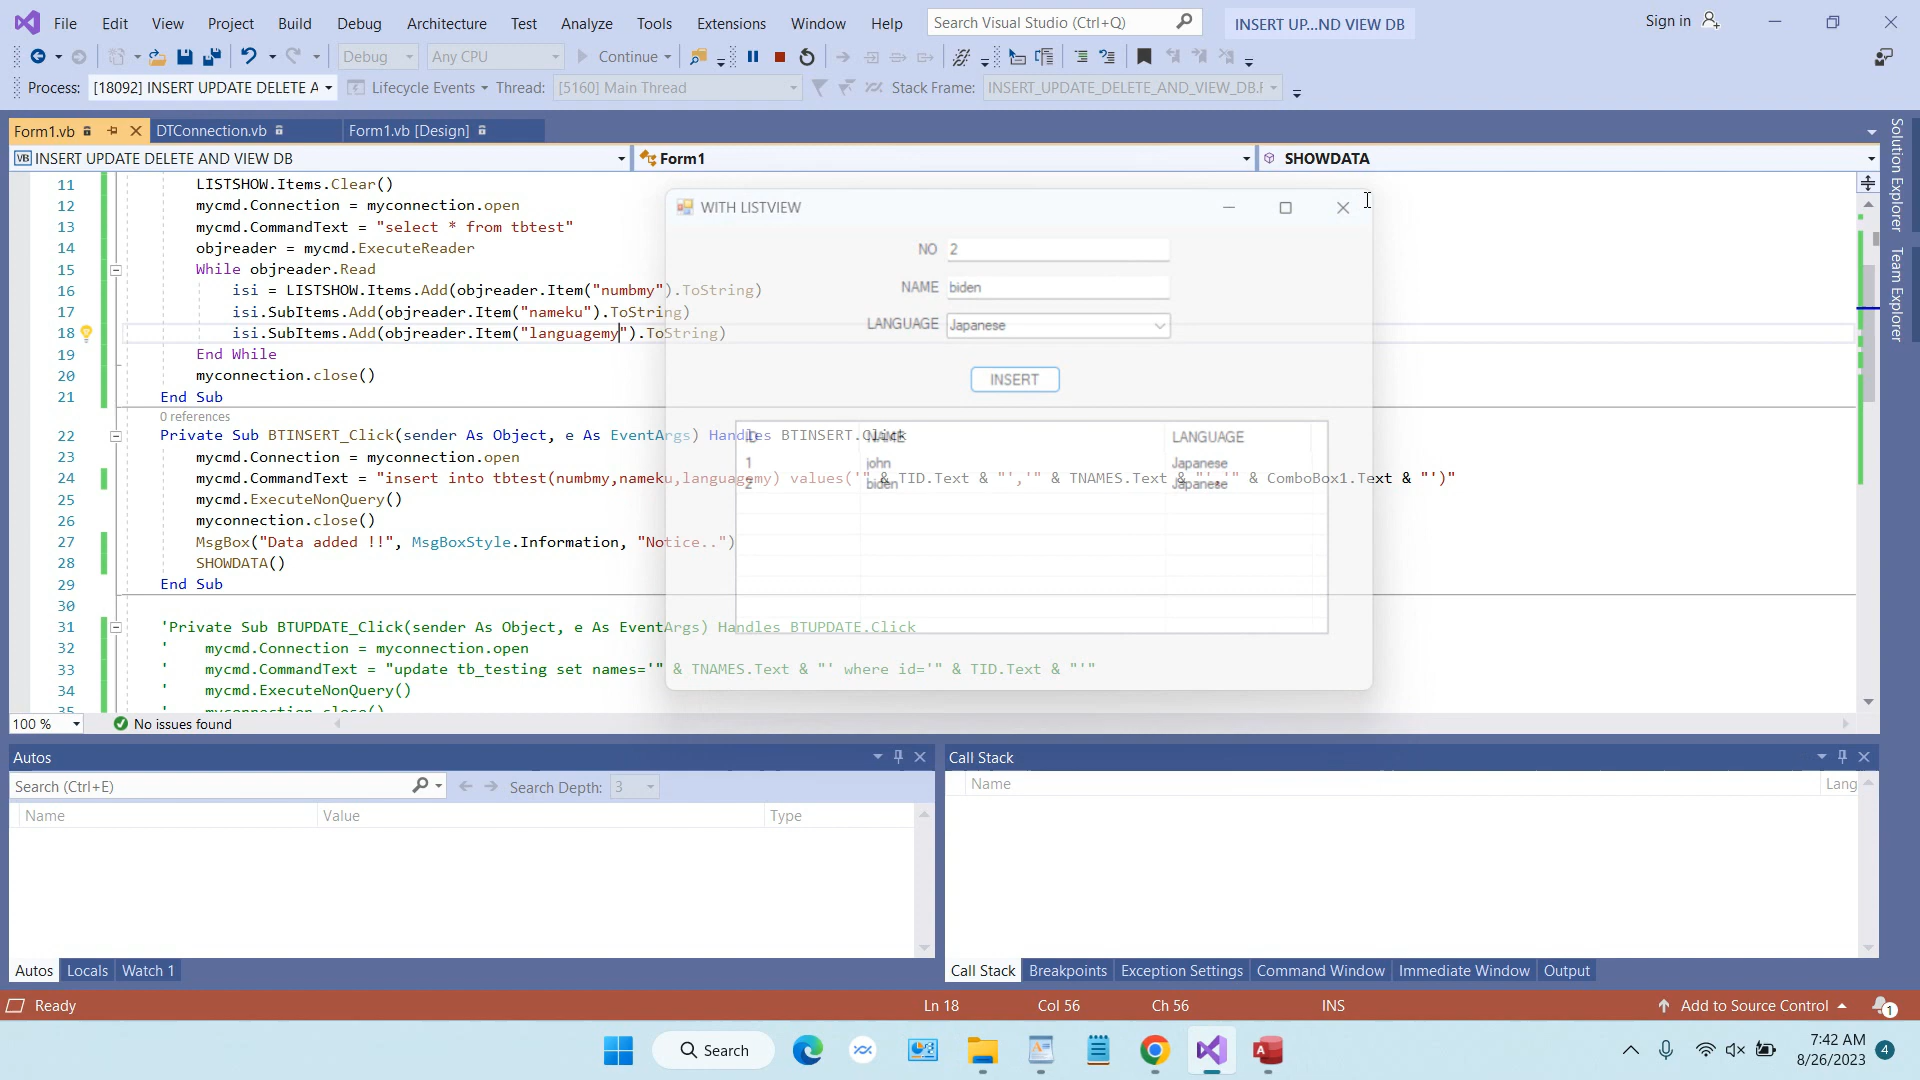 File Edit View Project Build Debug Format Architecture Test Analyze Tools Extensions Window Help Search Visual Studio (Ctrl+Q) INSERT UP...ND VIEW DB Sign in
Debug Any CPU Continue
Process: [18092] INSERT UPDATE DELETE A Lifecycle Events Thread: [5160] Main Thread Stack Frame: INSERT_UPDATE_DELETE_AND_VIEW_DB.F
Form1.vb DTConnection.vb Form1.vb [Design]
VB INSERT UPDATE DELETE AND VIEW DB Form1 SHOWDATA
11 LISTSHOW.Items.Clear()
12 mycmd.Connection = myconnection.open
13 mycmd.CommandText = "select * from tbtest"
14 objreader = mycmd.ExecuteReader
15 While objreader.Read
16 isi = LISTSHOW.Items.Add(objreader.Item("numbmy").ToString)
17 isi.SubItems.Add(objreader.Item("nameku").ToString)
18 isi.SubItems.Add(objreader.Item("languagemy").ToString)
19 End While
20 myconnection.close()
21 End Sub
0 references
22 Private Sub BTINSERT_Click(sender As Object, e As EventArgs) Handles BTINSERT.Click
23 mycmd.Connection = myconnection.open
24 mycmd.CommandText = "insert into tbtest(numbmy,nameku,languagemy) values('" & TID.Text & "','" & TNAMES.Text & "','" & ComboBox1.Text & "')"
25 mycmd.ExecuteNonQuery()
26 myconnection.close()
27 MsgBox("Data added !!", MsgBoxStyle.Information, "Notice..")
28 SHOWDATA()
29 End Sub
30
31 'Private Sub BTUPDATE_Click(sender As Object, e As EventArgs) Handles BTUPDATE.Click
32 ' mycmd.Connection = myconnection.open
33 ' mycmd.CommandText = "update tb_testing set names='" & TNAMES.Text & "' where id='" & TID.Text & "'"
34 ' mycmd.ExecuteNonQuery()
35 ' myconnection.close()
WITH LISTVIEW
NO 2
NAME biden
LANGUAGE Japanese
INSERT
ID NAME LANGUAGE
1 john Japanese
2 biden Japanese
100 % No issues found
Autos
Search (Ctrl+E) Search Depth: 3
Name Value Type
Autos Locals Watch 1
Call Stack
Name Lang
Call Stack Breakpoints Exception Settings Command Window Immediate Window Output
Solution Explorer
Team Explorer
Ready Ln 18 Col 56 Ch 56 INS Add to Source Control 1
Search
7:42 AM
8/26/2023 4